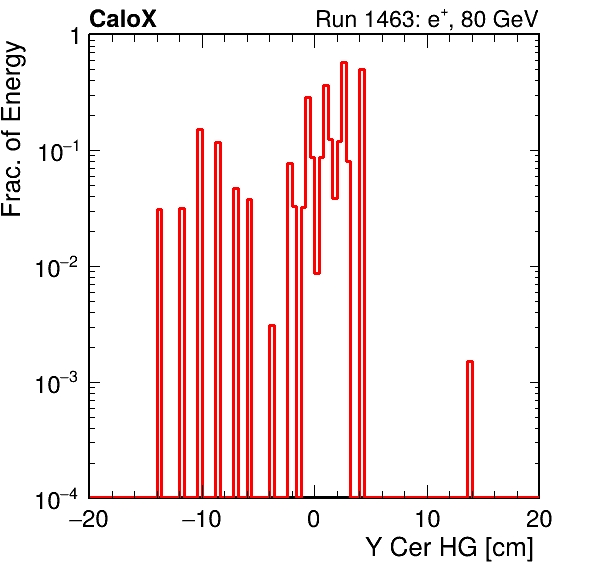 CaloX Run 1463: e⁺, 80 GeV
Frac. of Energy
1
10⁻¹
10⁻²
10⁻³
10⁻⁴
−20 −10 0 10 20
Y Cer HG [cm]